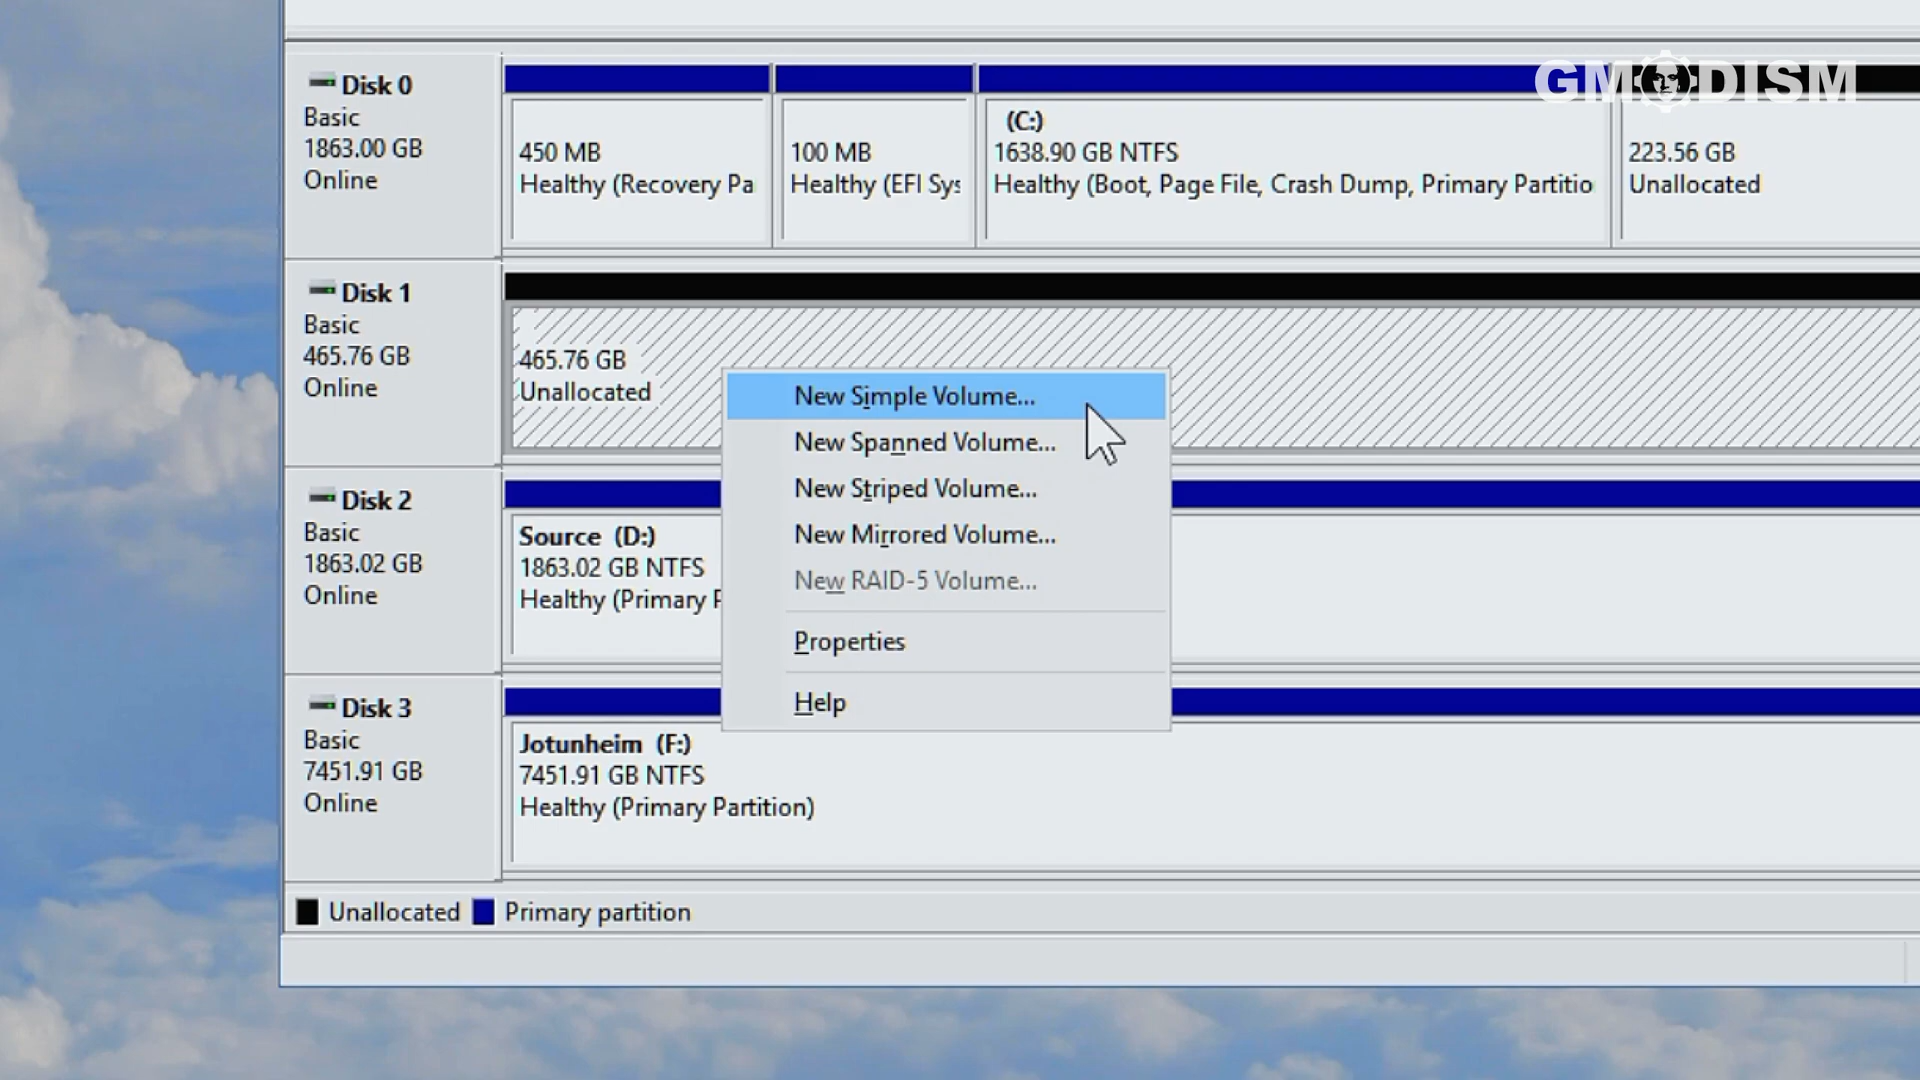 GMODISM
Disk 0
Basic
1863.00 GB
Online
450 MB
Healthy (Recovery Pa
100 MB
Healthy (EFI Sys
(C:)
1638.90 GB NTFS
Healthy (Boot, Page File, Crash Dump, Primary Partitio
223.56 GB
Unallocated
Disk 1
Basic
465.76 GB
Online
465.76 GB
Unallocated
New Simple Volume...
New Spanned Volume...
New Striped Volume...
New Mirrored Volume...
New RAID-5 Volume...
Properties
Help
Disk 2
Basic
1863.02 GB
Online
Source (D:)
1863.02 GB NTFS
Healthy (Primary P
Disk 3
Basic
7451.91 GB
Online
Jotunheim (F:)
7451.91 GB NTFS
Healthy (Primary Partition)
Unallocated
Primary partition